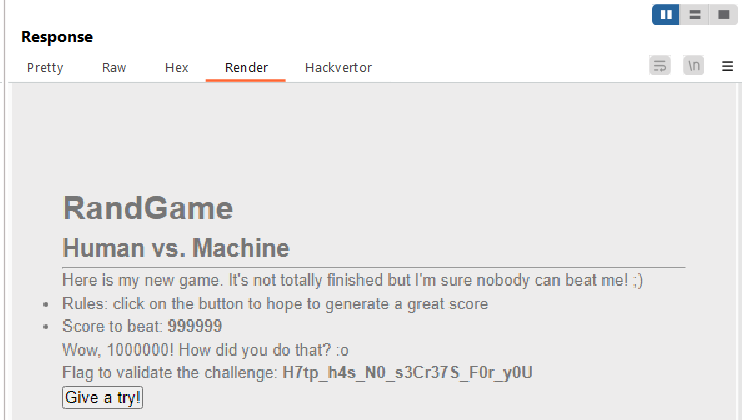 Response
Pretty Raw Hex Render Hackvertor
\n
RandGame
Human vs. Machine
Here is my new game. It's not totally finished but I'm sure nobody can beat me! ;)
Rules: click on the button to hope to generate a great score
Score to beat: 999999
Wow, 1000000! How did you do that? :o
Flag to validate the challenge: H7tp_h4s_N0_s3Cr37S_F0r_y0U
Give a try!